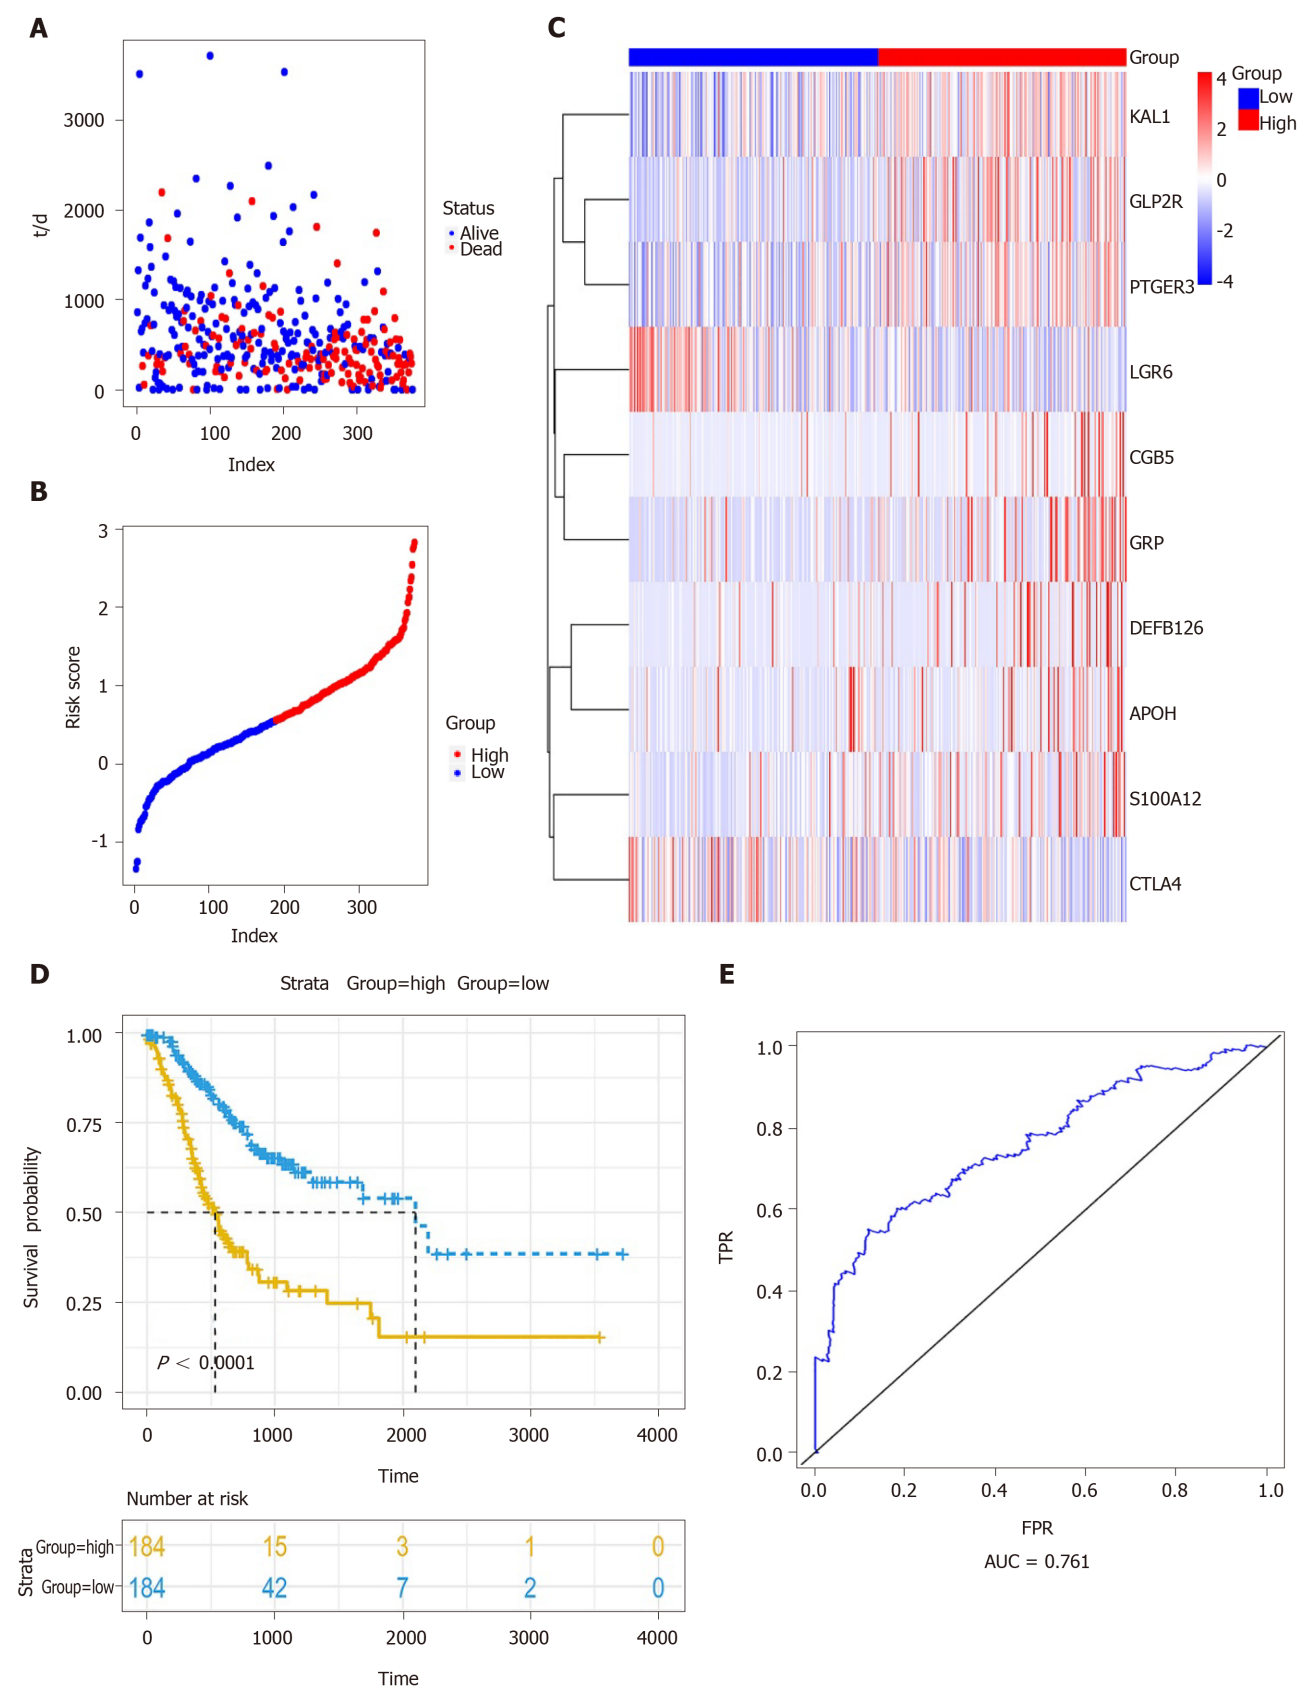 A
t/d
3000
2000
1000
0
0 100 200 300
Index
Status
Alive
Dead
B
Risk score
3
2
1
0
-1
0 100 200 300
Index
Group
High
Low
C
Group
KAL1
GLP2R
PTGER3
LGR6
CGB5
GRP
DEFB126
APOH
S100A12
CTLA4
4
2
0
-2
-4
Group
Low
High
D
Strata Group=high Group=low
Survival probability
1.00
0.75
0.50
0.25
0.00
P < 0.0001
0 1000 2000 3000 4000
Time
Number at risk
Strata
Group=high 184 15 3 1 0
Group=low 184 42 7 2 0
0 1000 2000 3000 4000
Time
E
TPR
1.0
0.8
0.6
0.4
0.2
0.0
0.0 0.2 0.4 0.6 0.8 1.0
FPR
AUC = 0.761